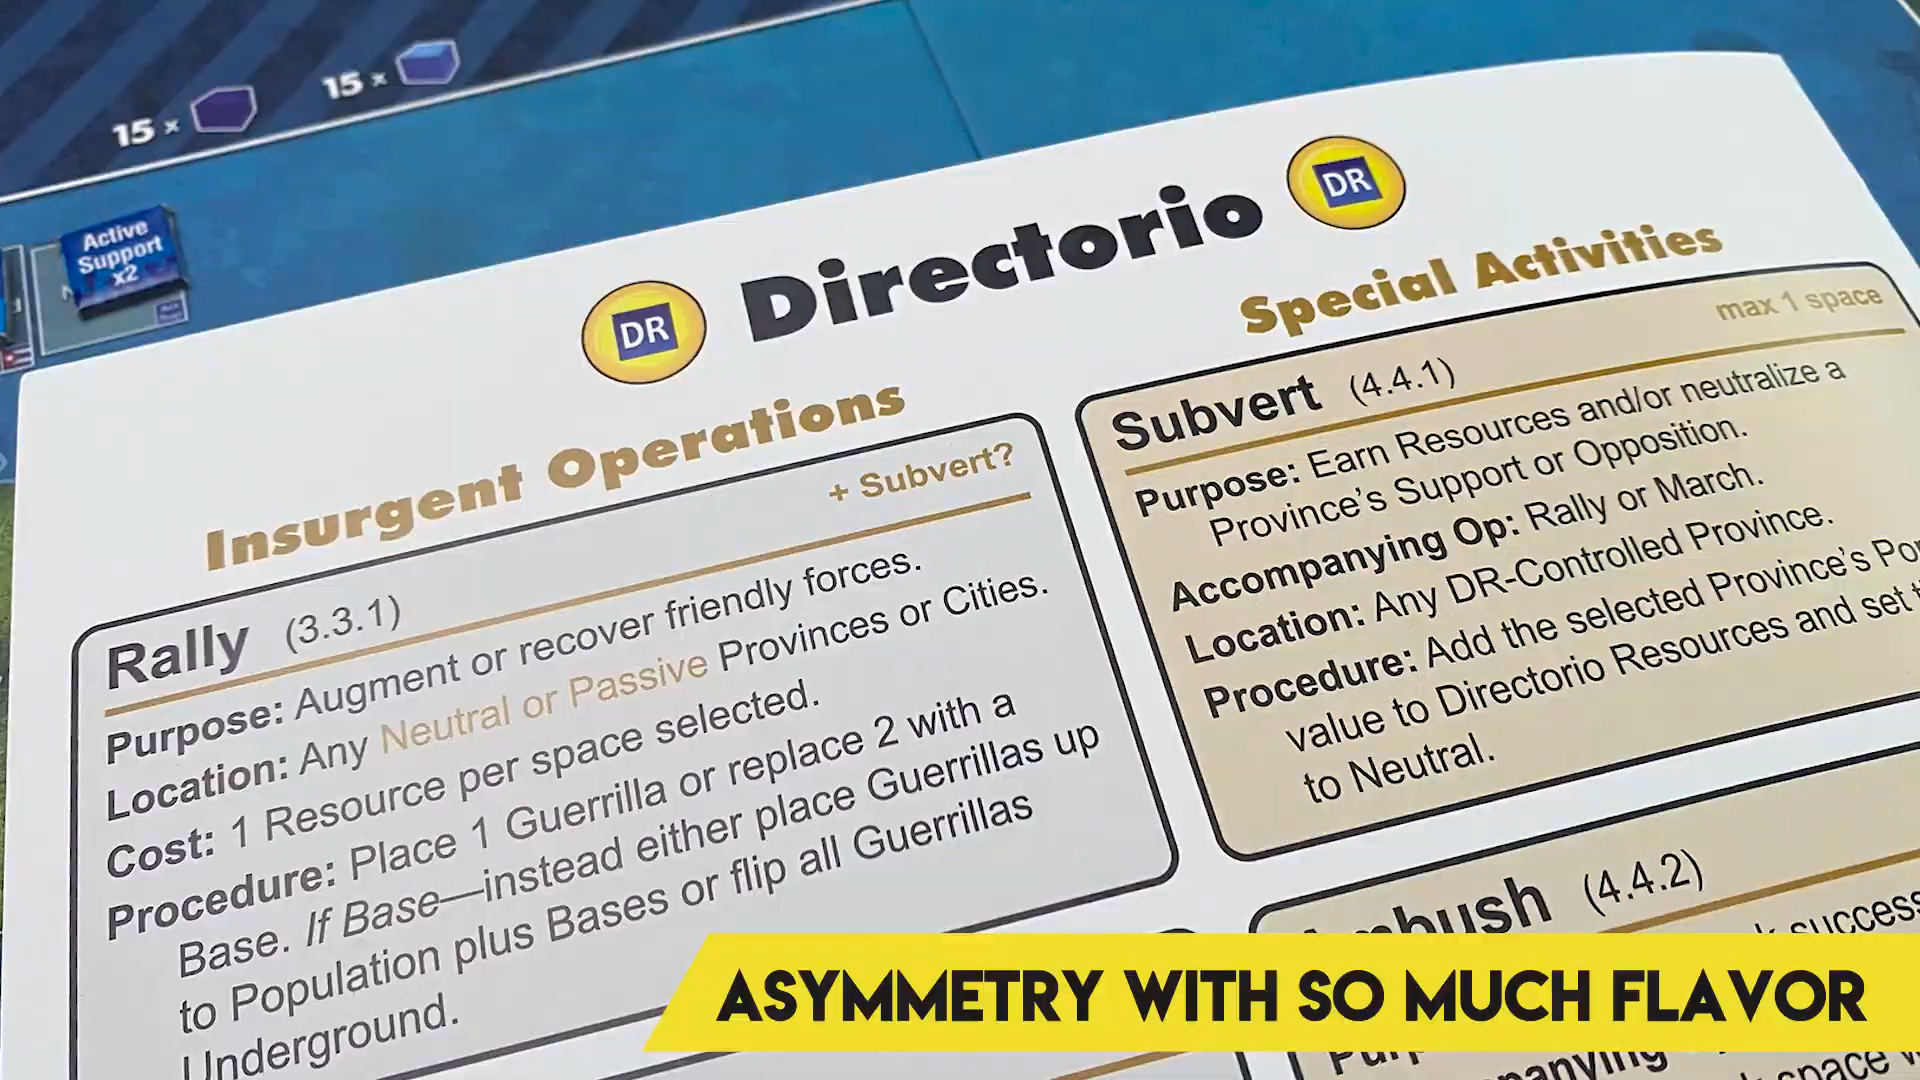 15 ×
15 ×
Active
Support
x2
DR Directorio DR
Insurgent Operations
+ Subvert?
Rally (3.3.1)
Purpose: Augment or recover friendly forces.
Location: Any Neutral or Passive Provinces or Cities.
Cost: 1 Resource per space selected.
Procedure: Place 1 Guerrilla or replace 2 with a
Base. If Base—instead either place Guerrillas up
to Population plus Bases or flip all Guerrillas
Underground.
Special Activities
max 1 space
Subvert (4.4.1)
Purpose: Earn Resources and/or neutralize a
Province's Support or Opposition.
Accompanying Op: Rally or March.
Location: Any DR-Controlled Province.
Procedure: Add the selected Province's
value to Directorio Resources and set
to Neutral.
(4.4.2)
ASYMMETRY WITH SO MUCH FLAVOR
space